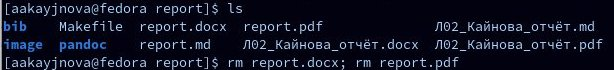 [aakayjnova@fedora report]$ ls
bib    Makefile  report.docx  report.pdf                Л02_Кайнова_отчёт.md
image  pandoc    report.md    Л02_Кайнова_отчёт.docx  Л02_Кайнова_отчёт.pdf
[aakayjnova@fedora report]$ rm report.docx; rm report.pdf